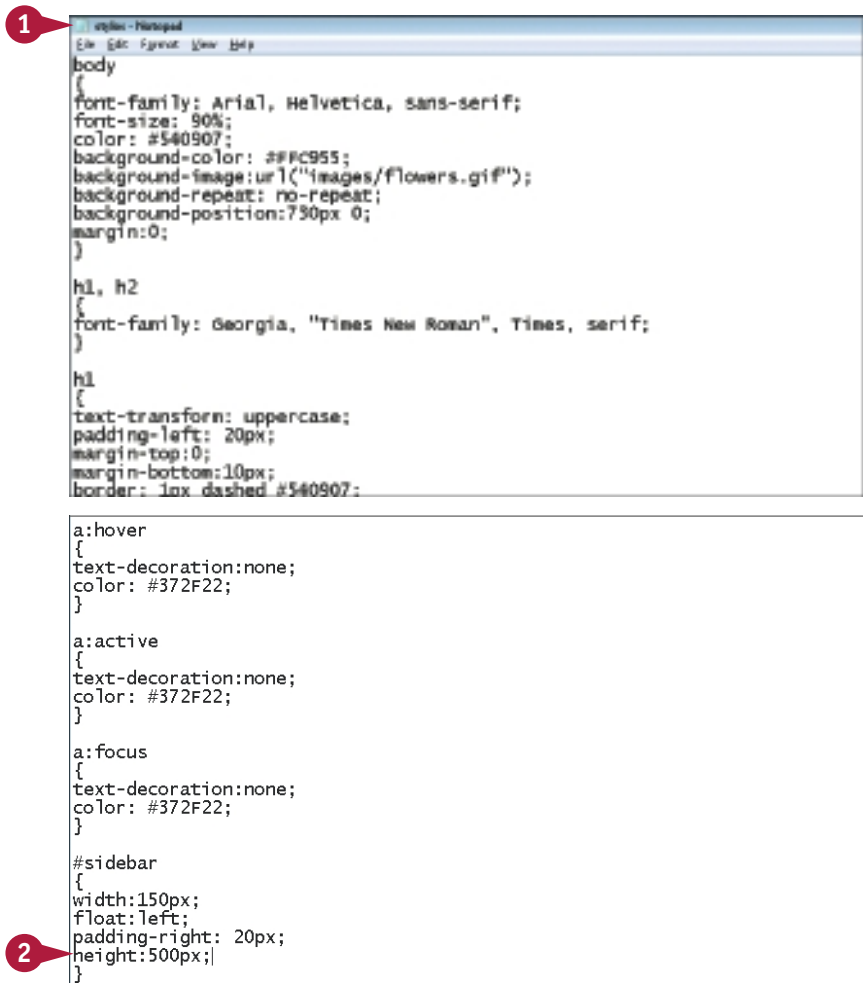 1
styles - Notepad
File Edit Format View Help
body
{
font-family: Arial, Helvetica, sans-serif;
font-size: 90%;
color: #540907;
background-color: #FFC955;
background-image:url("images/flowers.gif");
background-repeat: no-repeat;
background-position:730px 0;
margin:0;
}
h1, h2
{
font-family: Georgia, "Times New Roman", Times, serif;
}
h1
{
text-transform: uppercase;
padding-left: 20px;
margin-top:0;
margin-bottom:10px;
border: 1px dashed #540907;
a:hover
{
text-decoration:none;
color: #372F22;
}
a:active
{
text-decoration:none;
color: #372F22;
}
a:focus
{
text-decoration:none;
color: #372F22;
}
#sidebar
{
width:150px;
float:left;
padding-right: 20px;
2
height:500px;
}